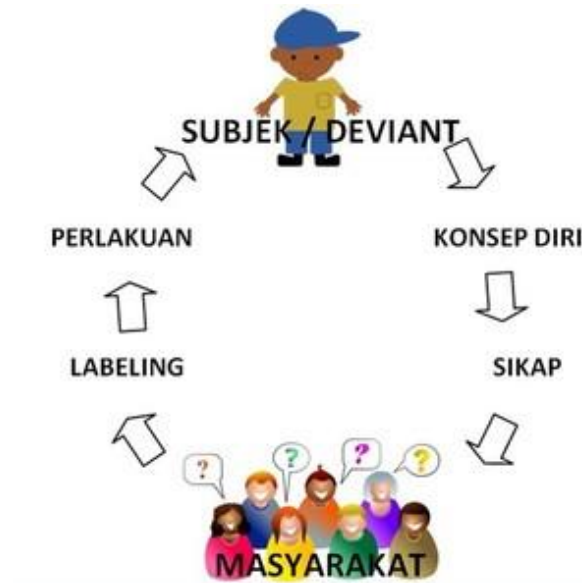 SUBJEK / DEVIANT
PERLAKUAN
KONSEP DIRI
LABELING
SIKAP
? ? ? ?
MASYARAKAT